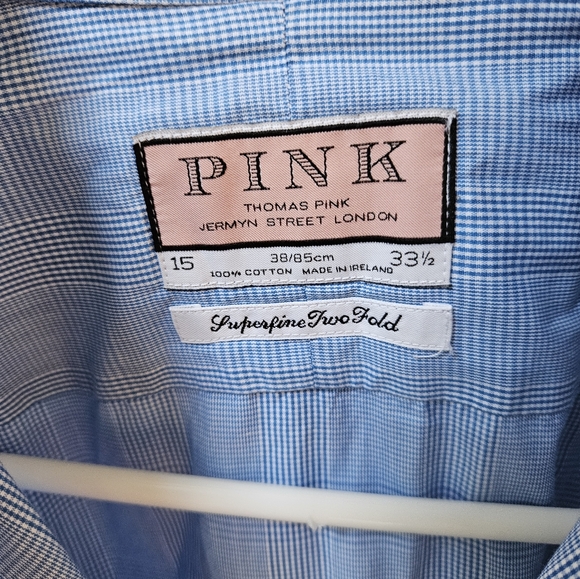 PINK
THOMAS PINK
JERMYN STREET LONDON
15 38/85cm 33½
100% COTTON MADE IN IRELAND
Superfine Two Fold